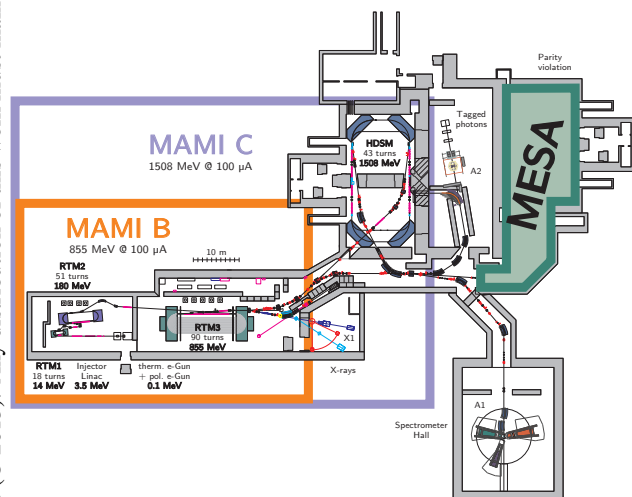 Parity
violation
MAMI C
1508 MeV @ 100 µA
HDSM
43 turns
1508 MeV
Tagged
photons
A2
MESA
MAMI B
855 MeV @ 100 µA
10 m
RTM2
51 turns
180 MeV
RTM3
90 turns
855 MeV
X1
X-rays
RTM1
18 turns
14 MeV
Injector
Linac
3.5 MeV
therm. e-Gun
+ pol. e-Gun
0.1 MeV
A1
Spectrometer
Hall